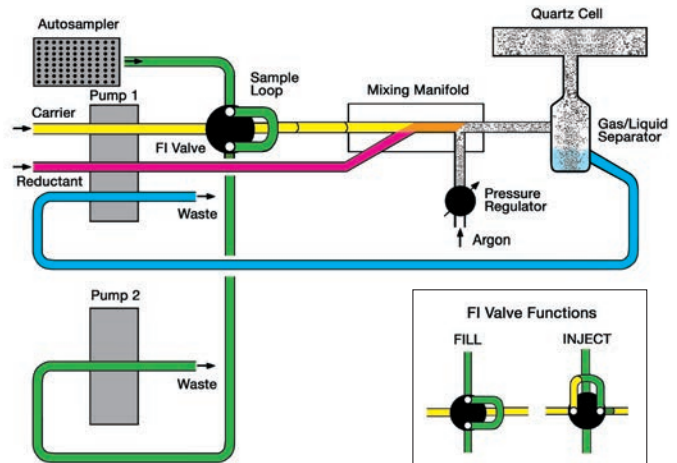 Autosampler
Quartz Cell
Pump 1
Sample
Loop
Mixing Manifold
Carrier
FI Valve
Gas/Liquid
Separator
Reductant
Waste
Pressure
Regulator
Argon
Pump 2
Waste
FI Valve Functions
FILL
INJECT